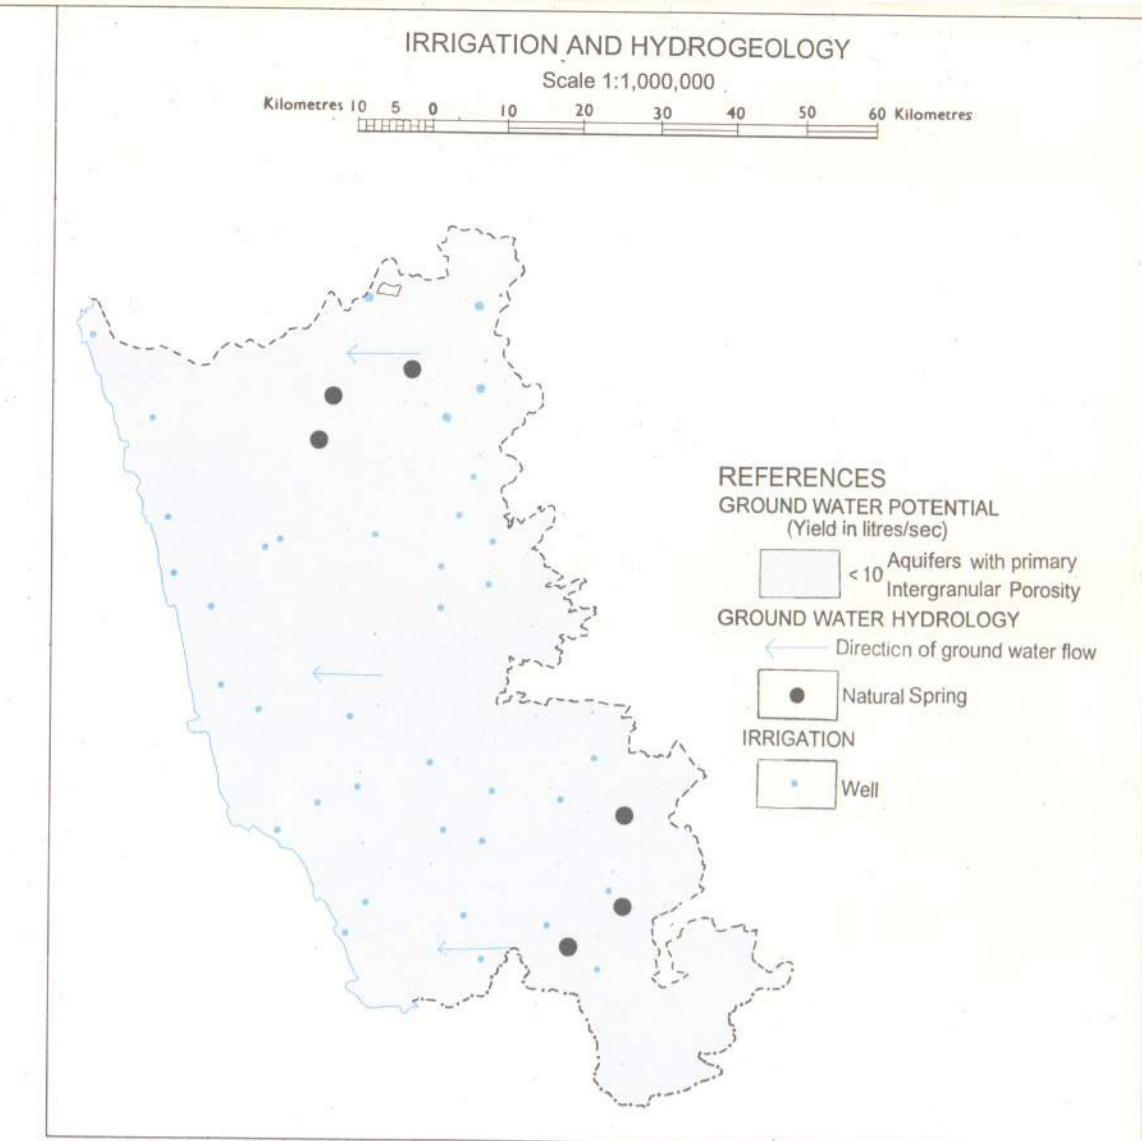 IRRIGATION AND HYDROGEOLOGY
Scale 1:1,000,000
Kilometres 10 5 0 10 20 30 40 50 60 Kilometres
REFERENCES
GROUND WATER POTENTIAL
(Yield in litres/sec)
< 10 Aquifers with primary
Intergranular Porosity
GROUND WATER HYDROLOGY
Direction of ground water flow
Natural Spring
IRRIGATION
Well